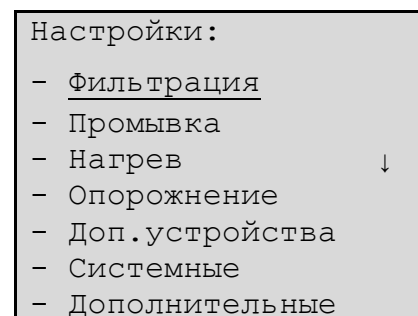 Настройки:
- Фильтрация
- Промывка
- Нагрев ↓
- Опорожнение
- Доп.устройства
- Системные
- Дополнительные